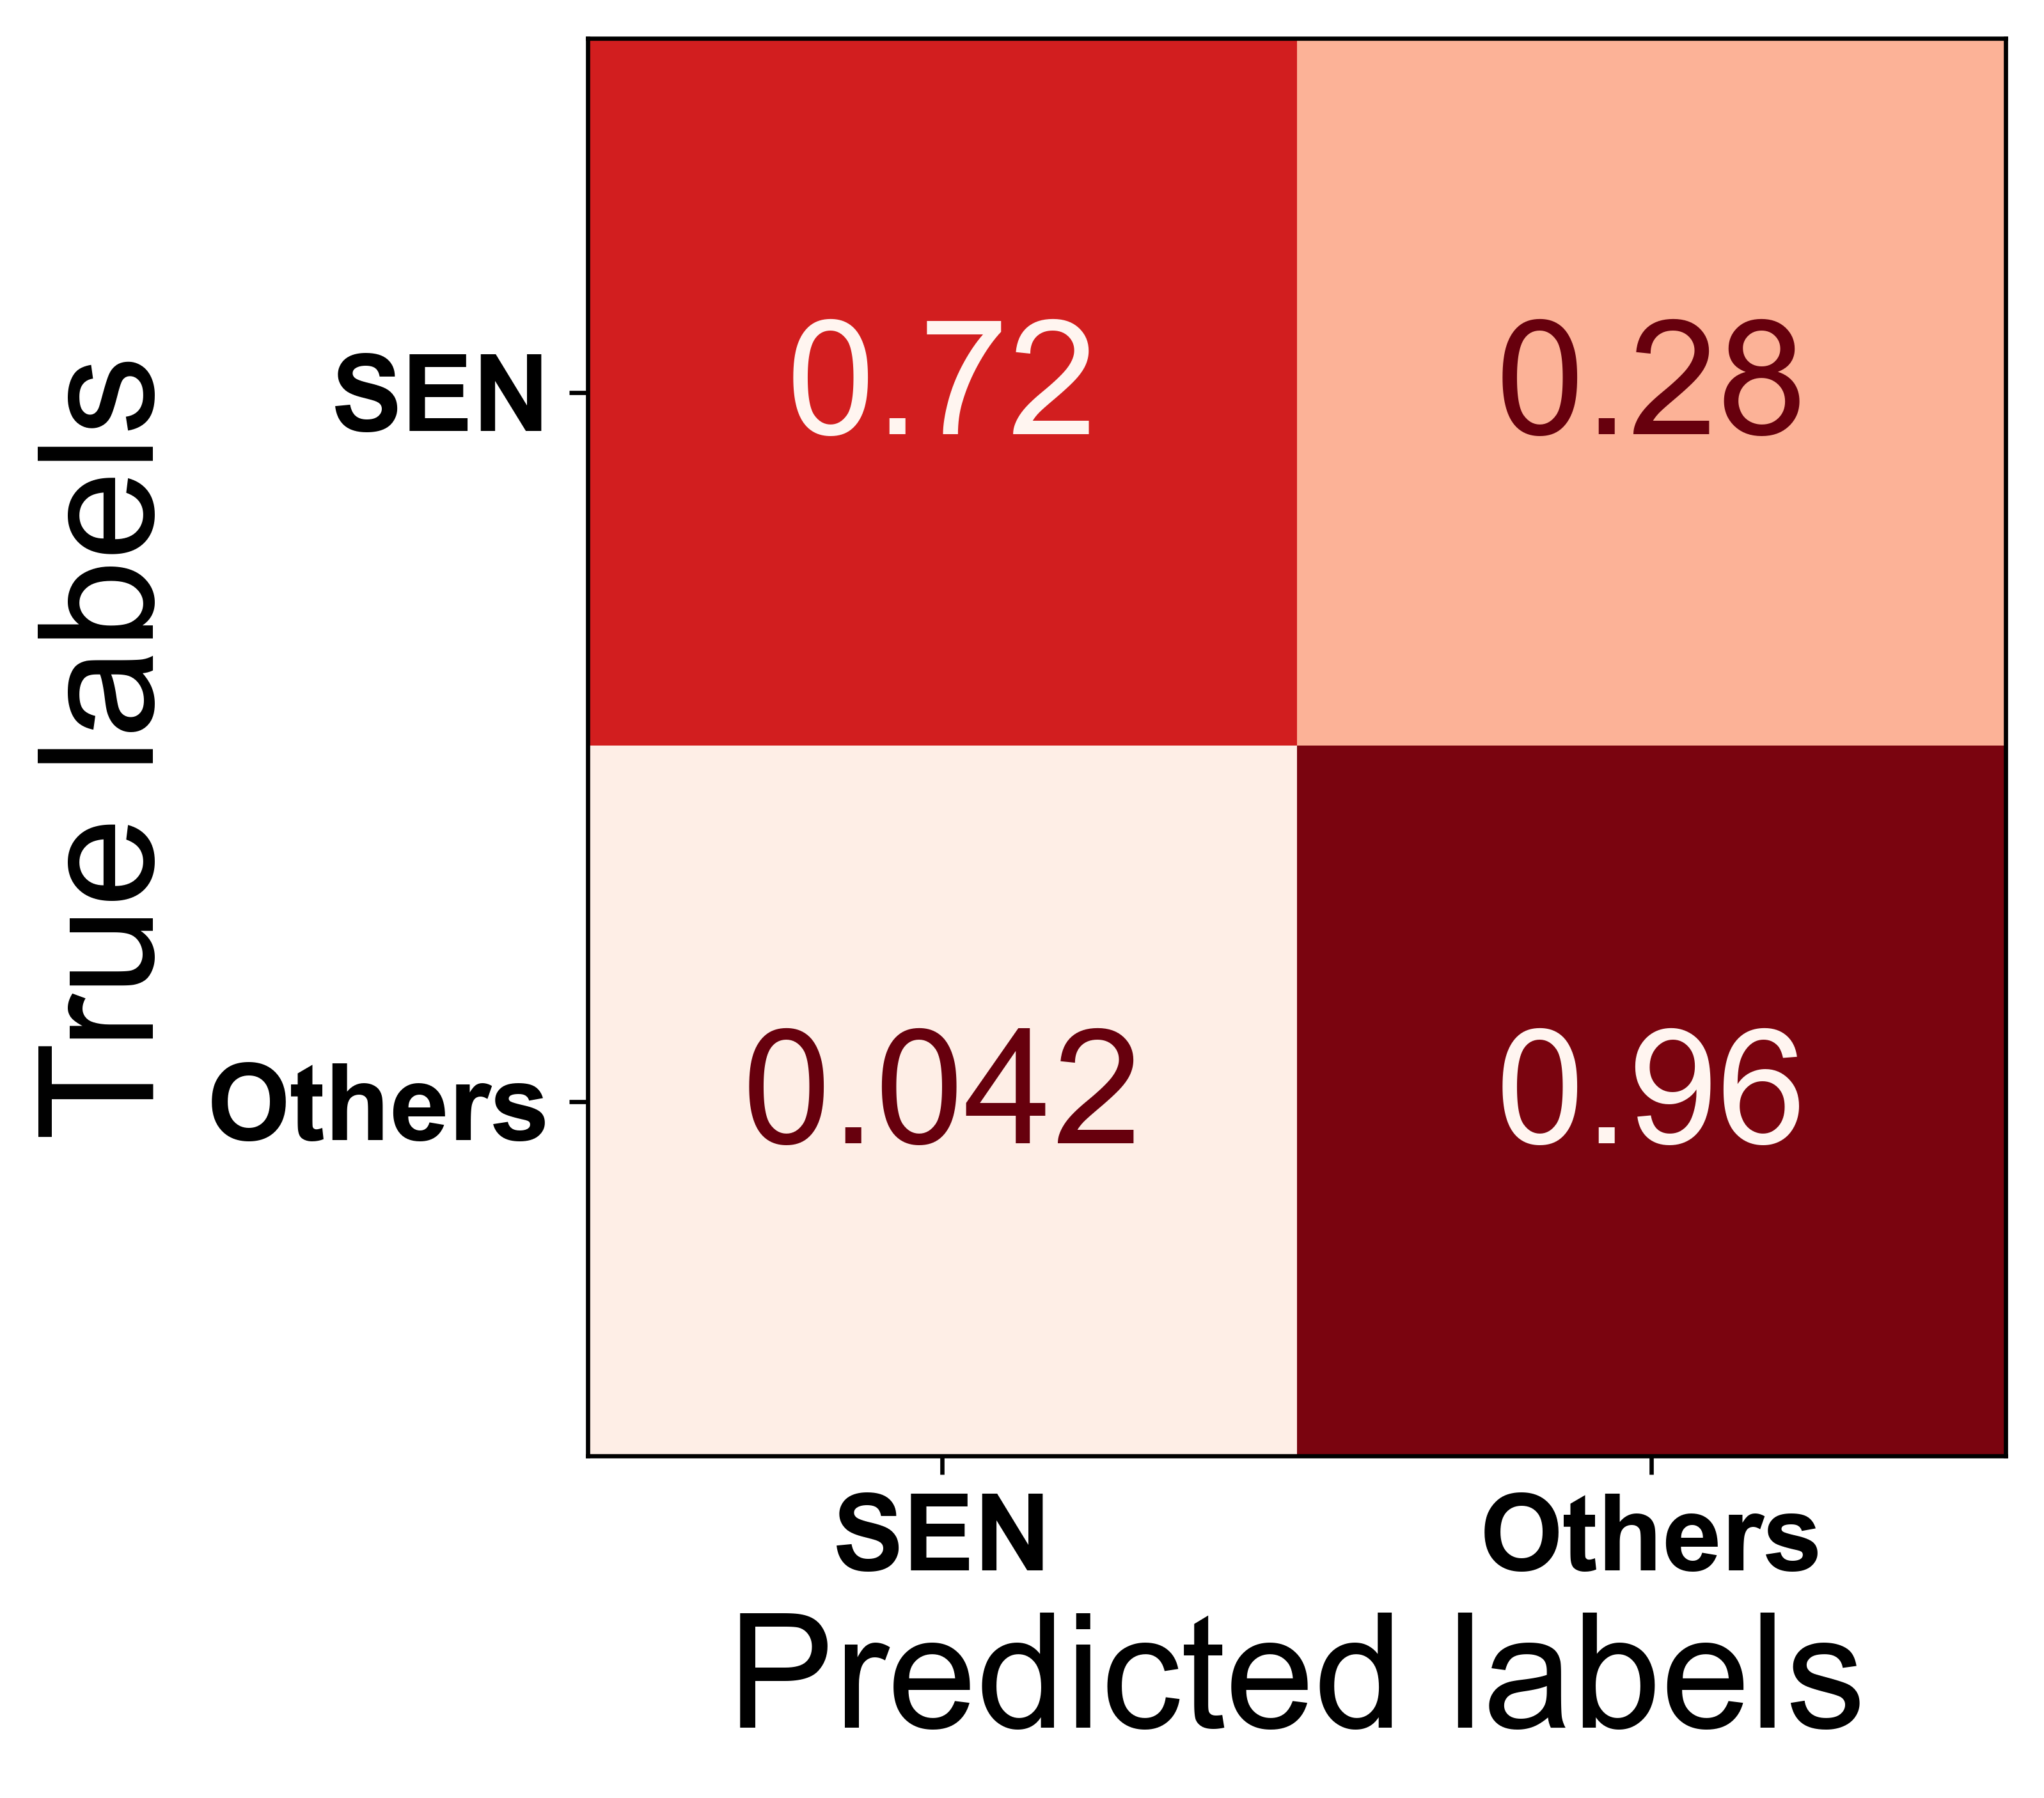 True labels
SEN
0.72 0.28
Others
0.042 0.96
SEN Others
Predicted labels